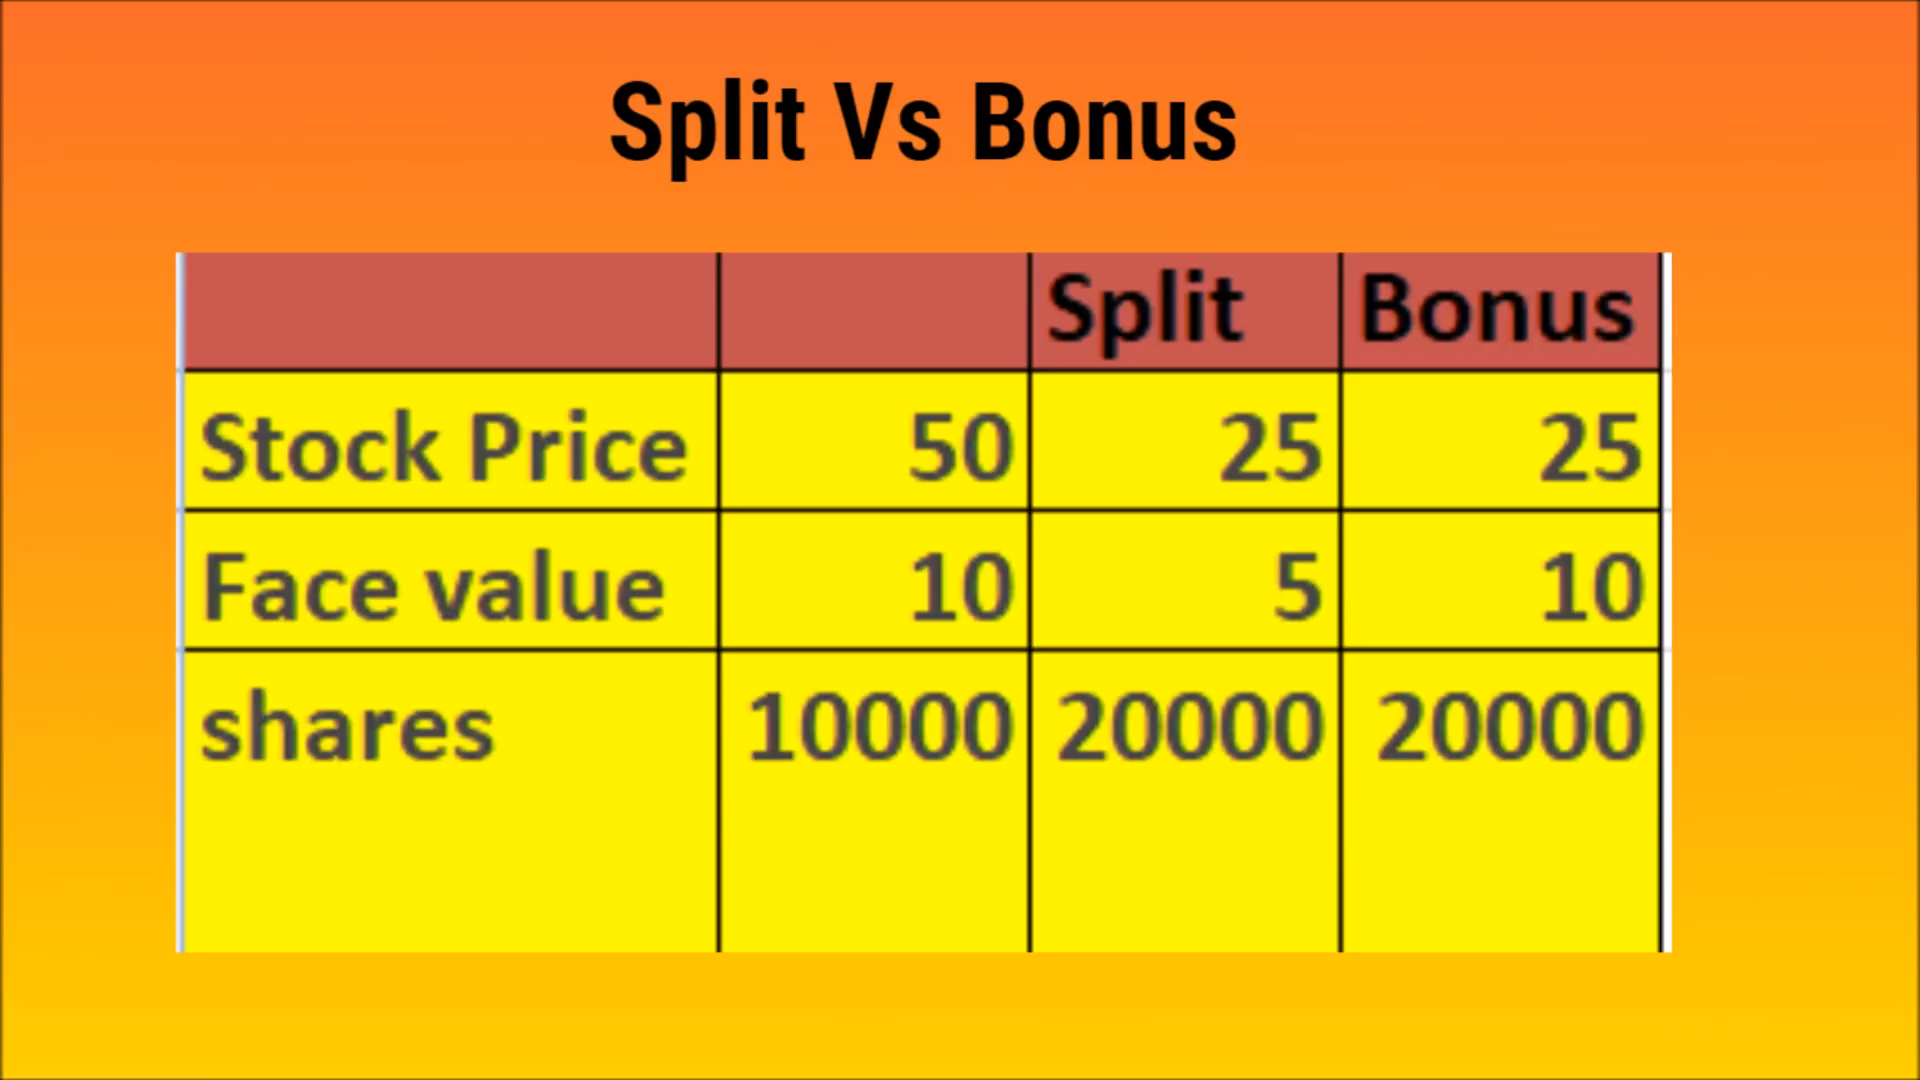 Split Vs Bonus
Split Bonus
Stock Price 50 25 25
Face value 10 5 10
shares 10000 20000 20000